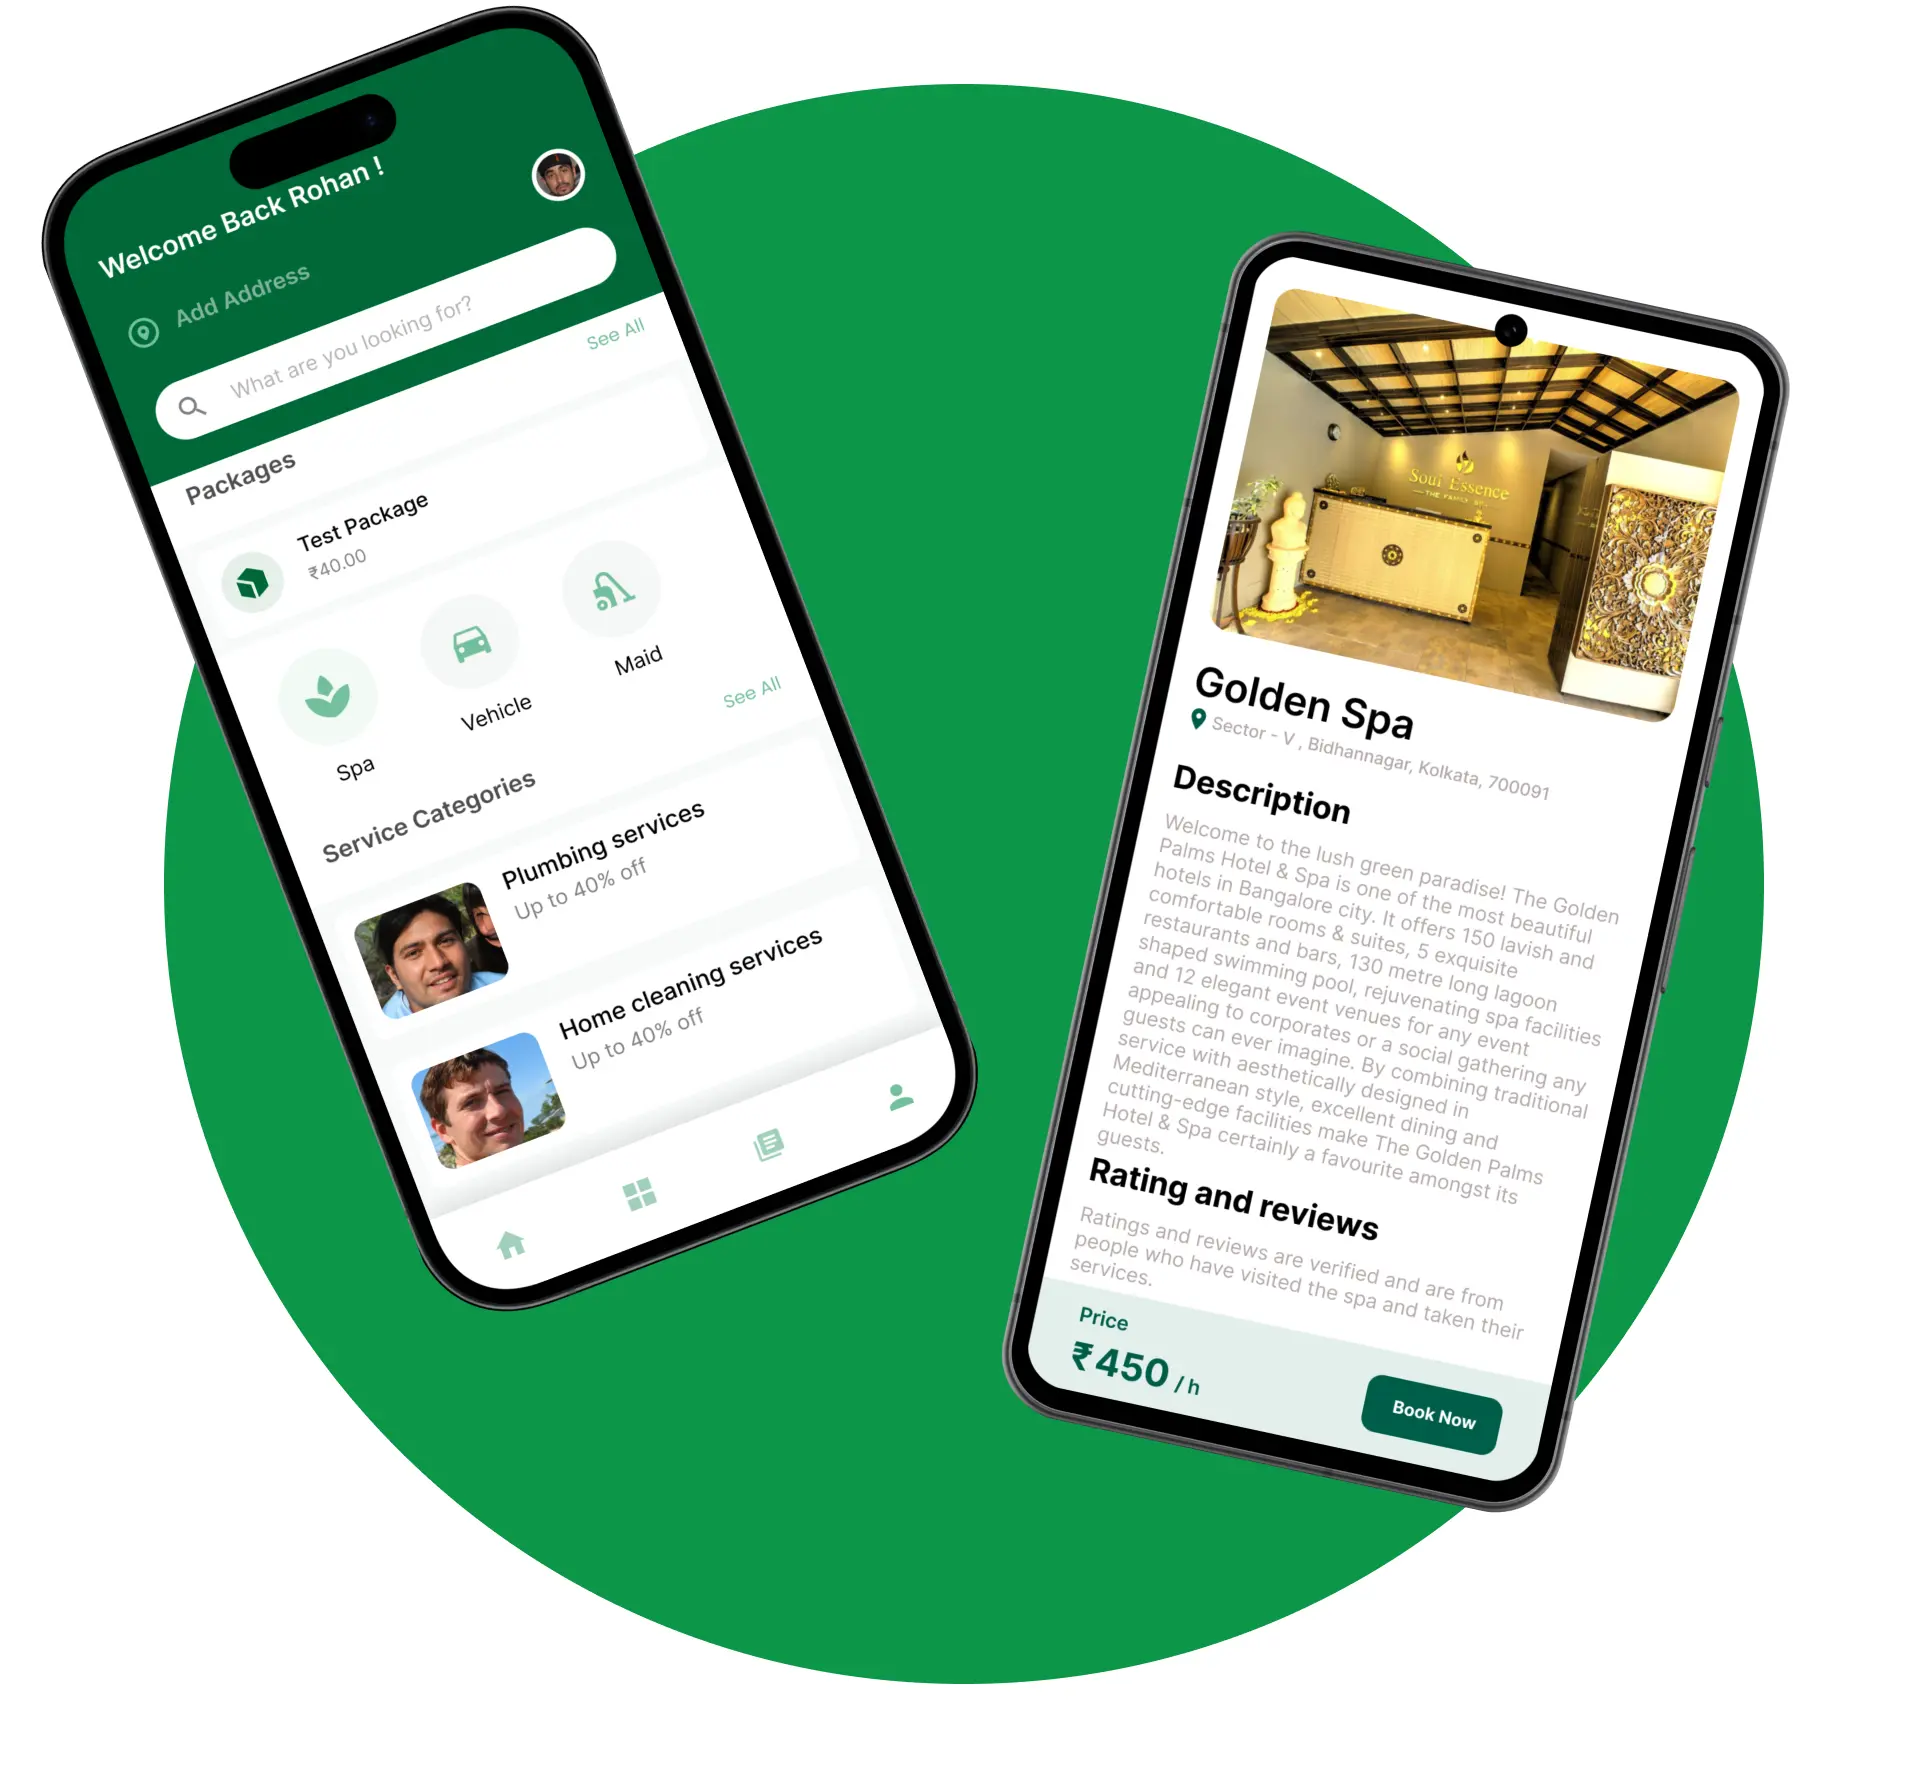 Welcome Back Rohan !
Add Address
What are you looking for?
See All
Packages
Test Package
₹40.00
Spa
Vehicle
Maid
See All
Service Categories
Plumbing services
Up to 40% off
Home cleaning services
Up to 40% off
Soul Essence
Golden Spa
Sector - V , Bidhannagar, Kolkata, 700091
Description
Welcome to the lush green paradise! The Golden
Palms Hotel & Spa is one of the most beautiful
hotels in Bangalore city. It offers 150 lavish and
comfortable rooms & suites, 5 exquisite
restaurants and bars, 130 metre long lagoon
shaped swimming pool, rejuvenating spa facilities
and 12 elegant event venues for any event
appealing to corporates or a social gathering any
guests can ever imagine. By combining traditional
service with aesthetically designed in
Mediterranean style, excellent dining and
cutting-edge facilities make The Golden Palms
Hotel & Spa certainly a favourite amongst its
guests.
Rating and reviews
Ratings and reviews are verified and are from
people who have visited the spa and taken their
services.
Price
₹450 / h
Book Now